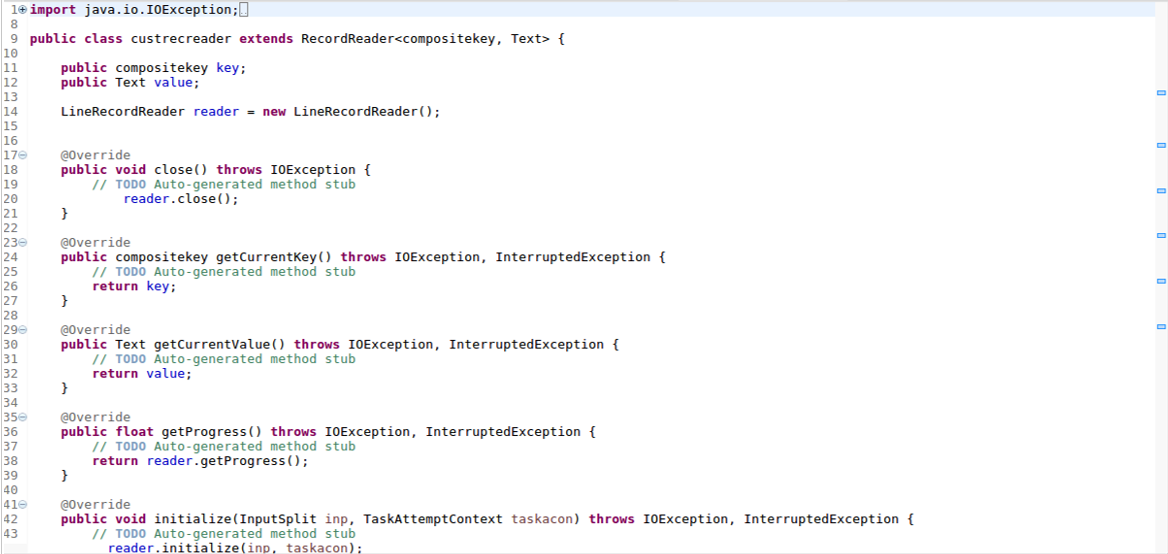 1 import java.io.IOException;
8
9 public class custrecreader extends RecordReader<compositekey, Text> {
10
11     public compositekey key;
12     public Text value;
13
14     LineRecordReader reader = new LineRecordReader();
15
16
17     @Override
18     public void close() throws IOException {
19         // TODO Auto-generated method stub
20             reader.close();
21     }
22
23     @Override
24     public compositekey getCurrentKey() throws IOException, InterruptedException {
25         // TODO Auto-generated method stub
26         return key;
27     }
28
29     @Override
30     public Text getCurrentValue() throws IOException, InterruptedException {
31         // TODO Auto-generated method stub
32         return value;
33     }
34
35     @Override
36     public float getProgress() throws IOException, InterruptedException {
37         // TODO Auto-generated method stub
38         return reader.getProgress();
39     }
40
41     @Override
42     public void initialize(InputSplit inp, TaskAttemptContext taskacon) throws IOException, InterruptedException {
43         // TODO Auto-generated method stub
          reader.initialize(inp, taskacon);